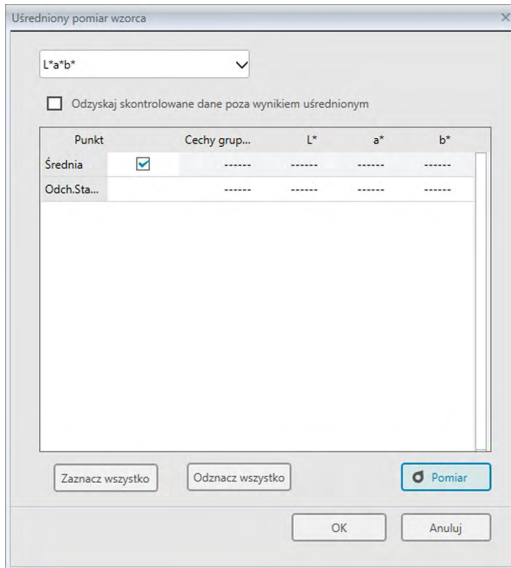 Uśredniony pomiar wzorca
L*a*b*
Odzyskaj skontrolowane dane poza wynikiem uśrednionym
Punkt Cechy grup... L* a* b*
Średnia ------ ------ ------ ------
Odch.Sta... ------ ------ ------ ------
Zaznacz wszystko Odznacz wszystko Pomiar
OK Anuluj